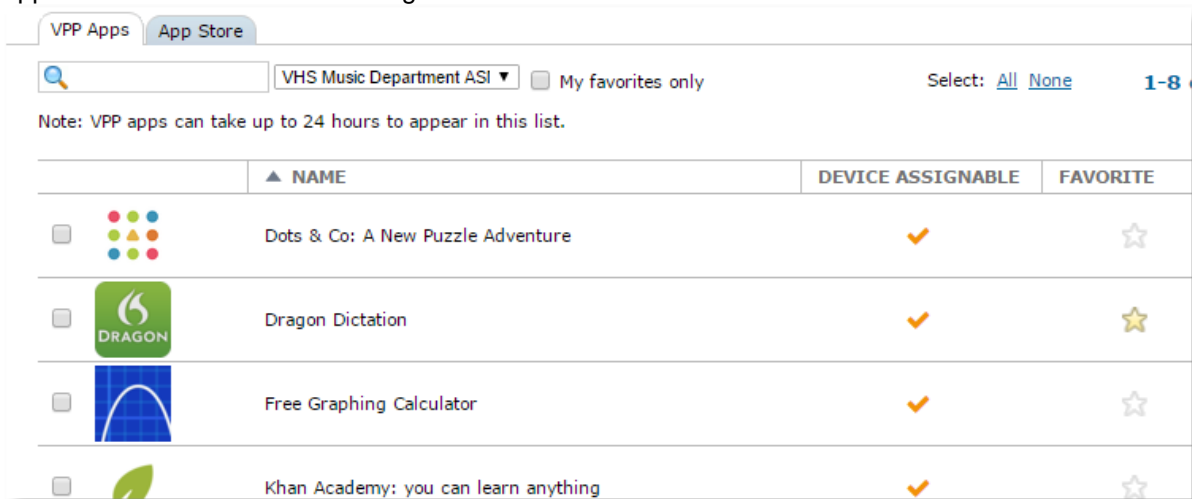 VPP Apps App Store
VHS Music Department ASI ▼ My favorites only Select: All None 1-8
Note: VPP apps can take up to 24 hours to appear in this list.
▲ NAME DEVICE ASSIGNABLE FAVORITE
Dots & Co: A New Puzzle Adventure
DRAGON Dragon Dictation
Free Graphing Calculator
Khan Academy: you can learn anything